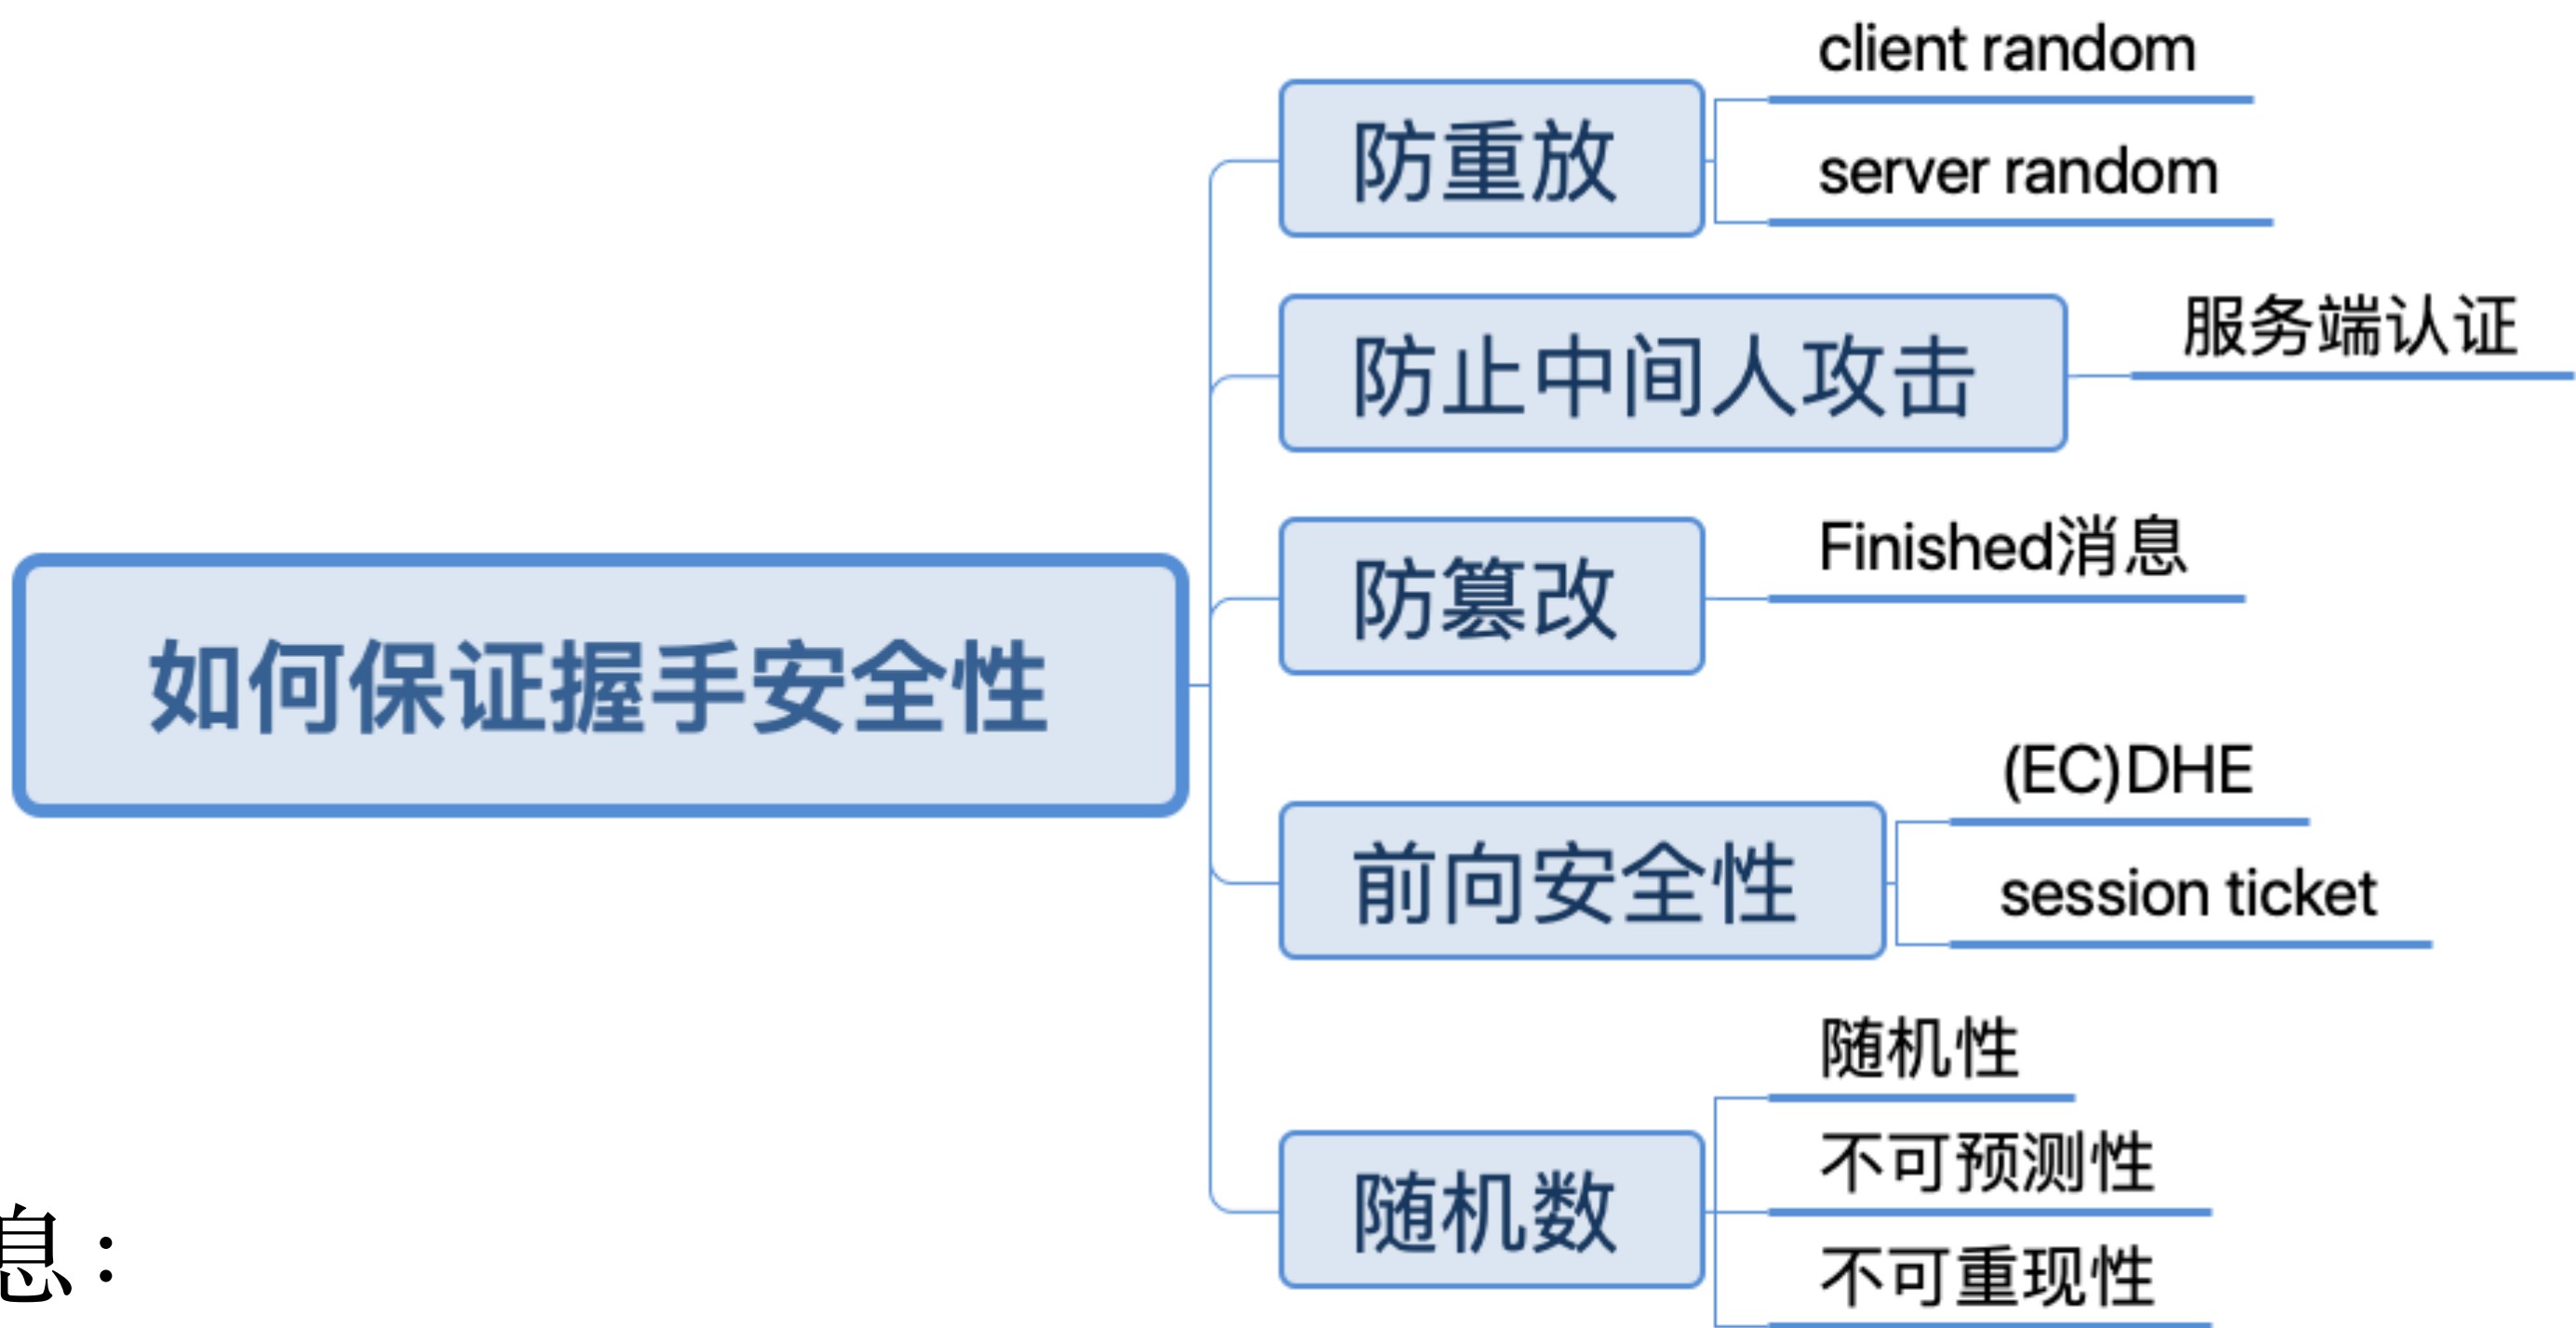 如何保证握手安全性
防重放
client random
server random
防止中间人攻击
服务端认证
防篡改
Finished消息
前向安全性
(EC)DHE
session ticket
随机数
随机性
不可预测性
不可重现性
息：